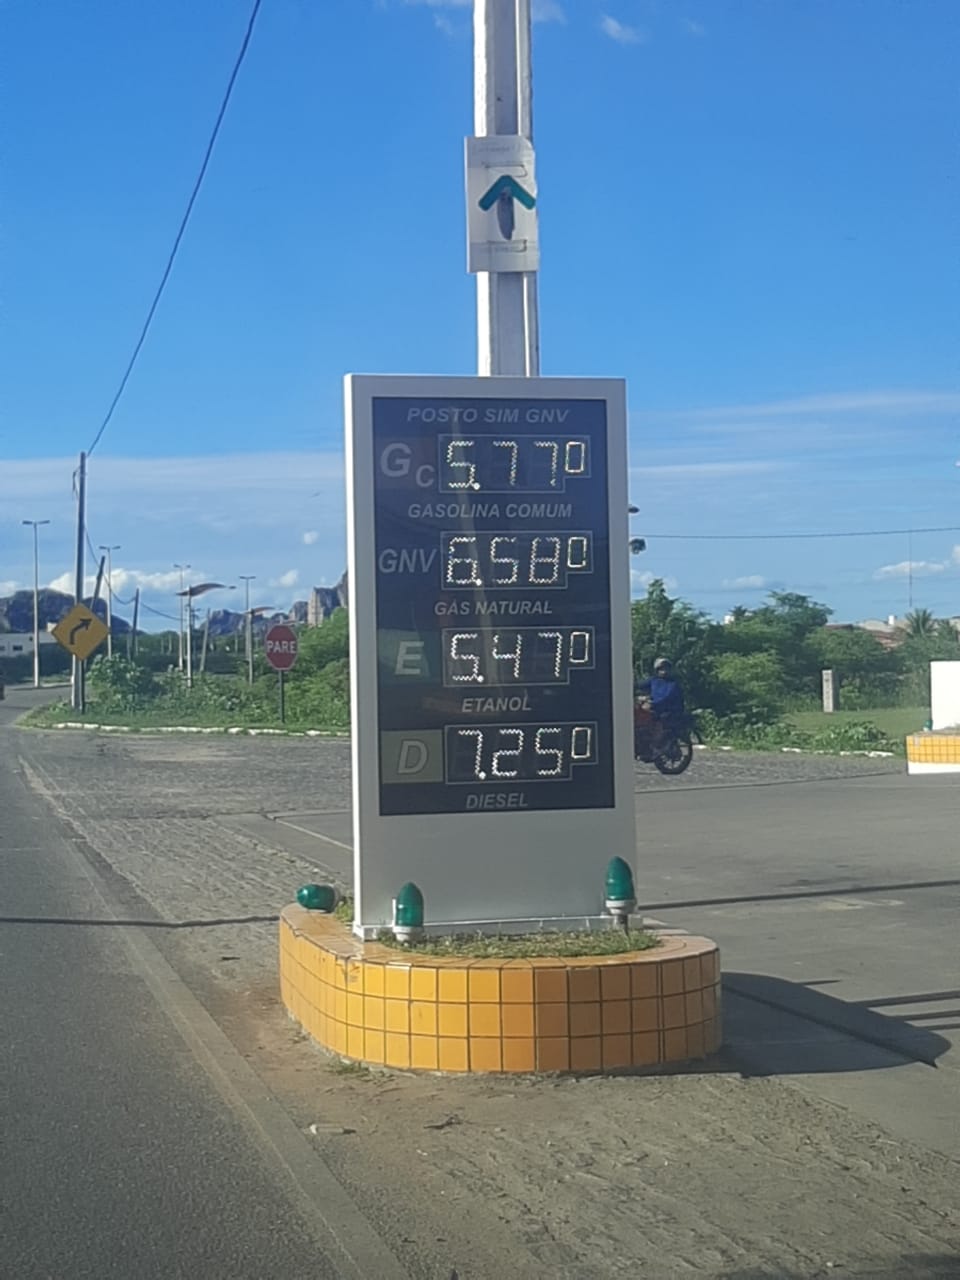 POSTO SIM GNV
GC 5.770
GASOLINA COMUM
GNV 6.580
GÁS NATURAL
E 5.470
ETANOL
D 7.250
DIESEL
PARE